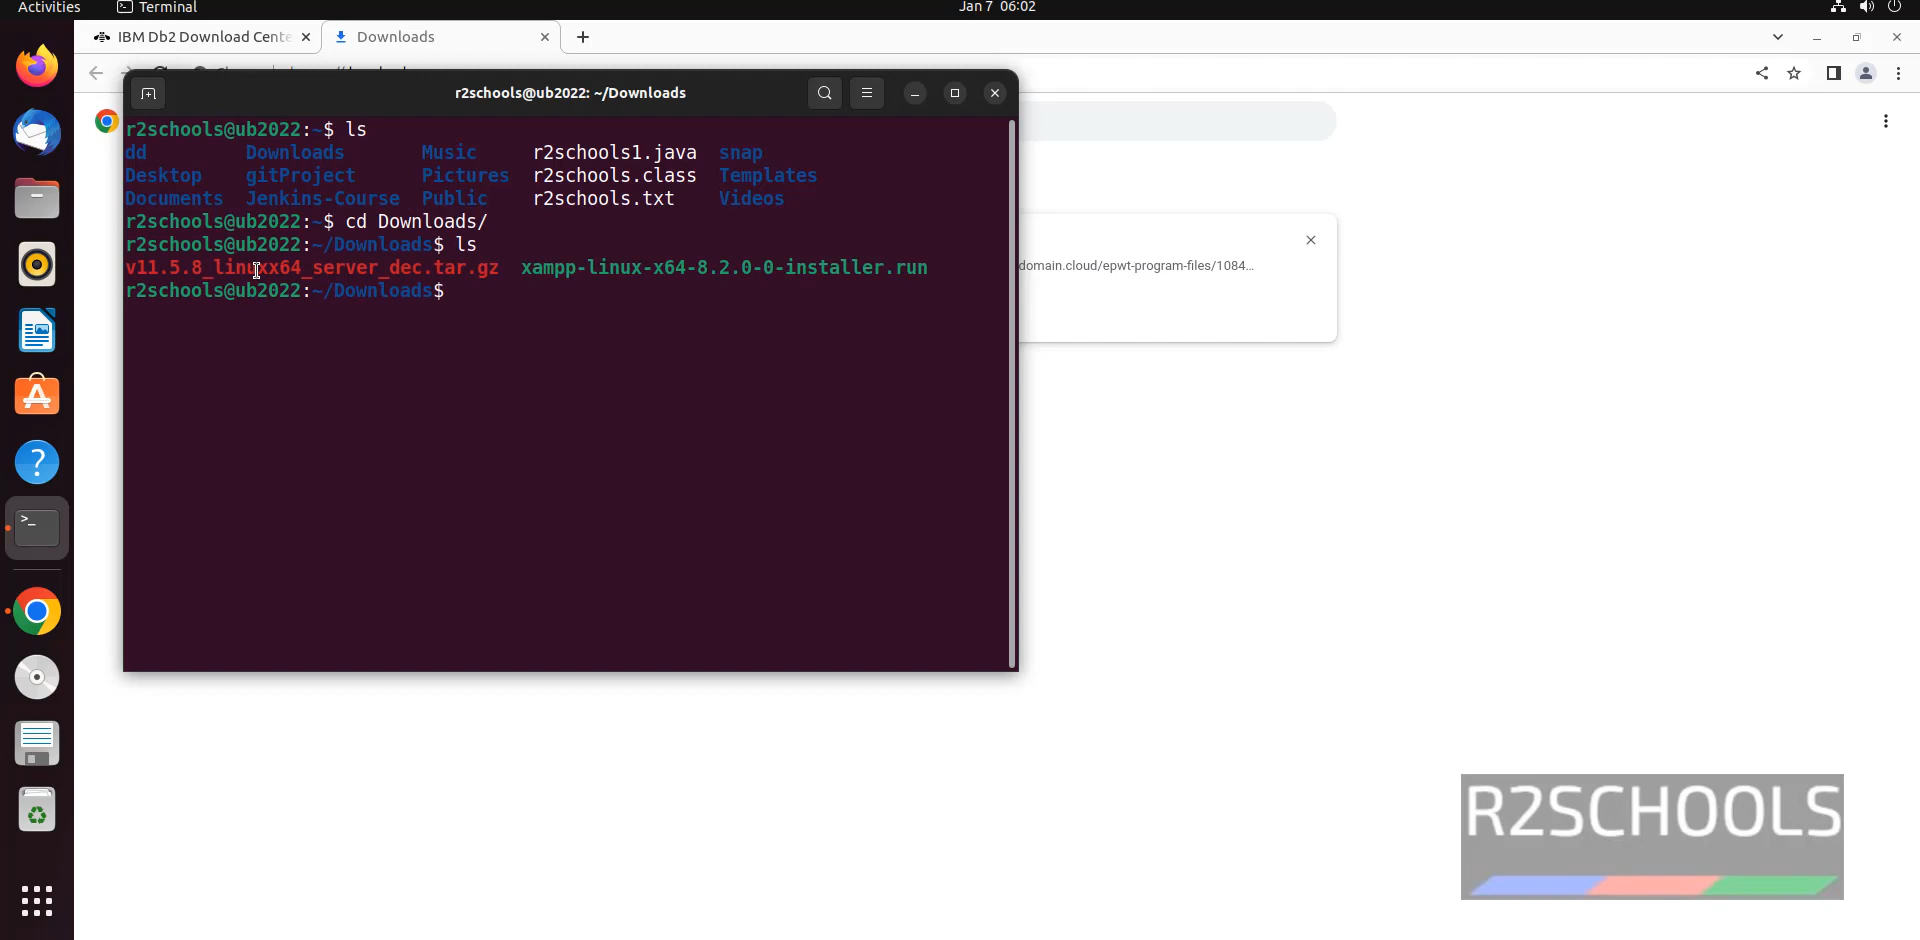 Activities
Terminal
Jan 7 06:02
IBM Db2 Download Cente
Downloads
r2schools@ub2022: ~/Downloads
r2schools@ub2022:~$ ls
dd Downloads Music r2schools1.java snap
Desktop gitProject Pictures r2schools.class Templates
Documents Jenkins-Course Public r2schools.txt Videos
r2schools@ub2022:~$ cd Downloads/
r2schools@ub2022:~/Downloads$ ls
v11.5.8_linuxx64_server_dec.tar.gz xampp-linux-x64-8.2.0-0-installer.run
r2schools@ub2022:~/Downloads$
domain.cloud/epwt-program-files/1084...
R2SCHOOLS